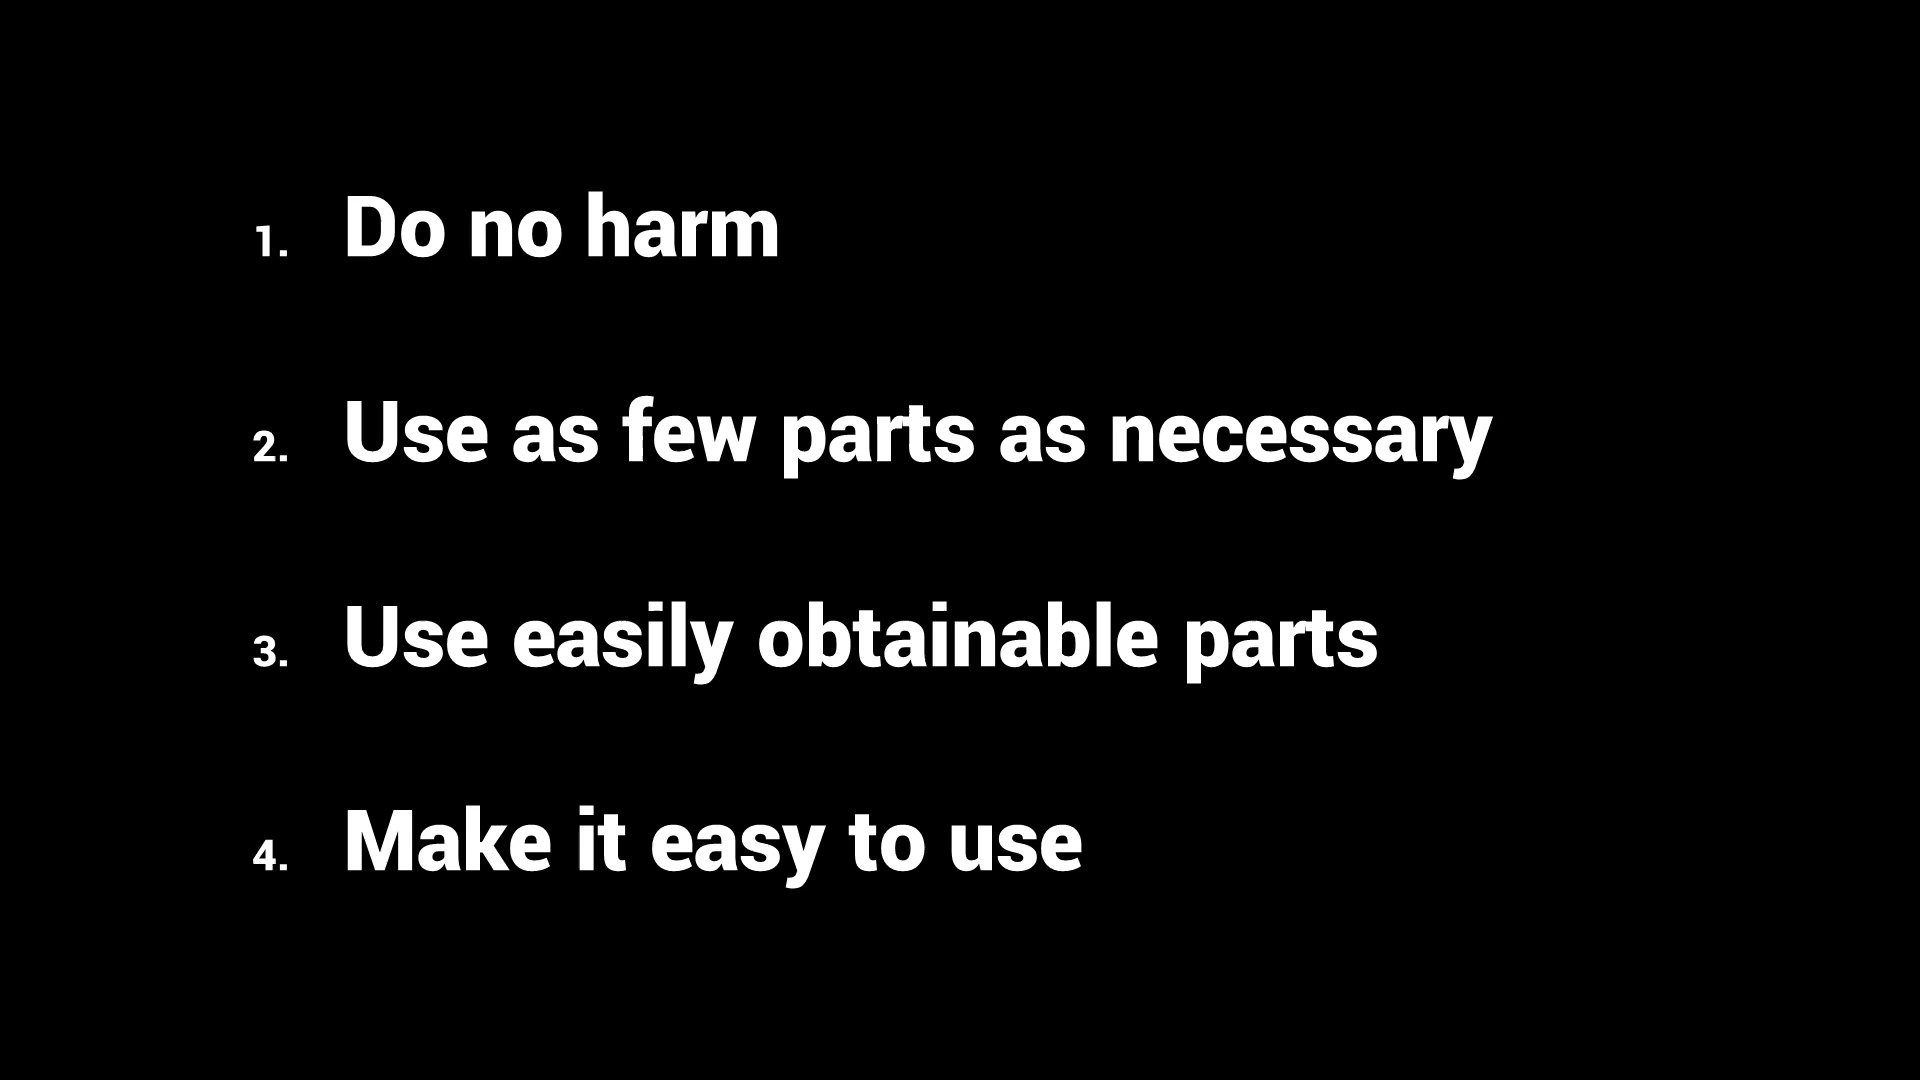 1. Do no harm
2. Use as few parts as necessary
3. Use easily obtainable parts
4. Make it easy to use